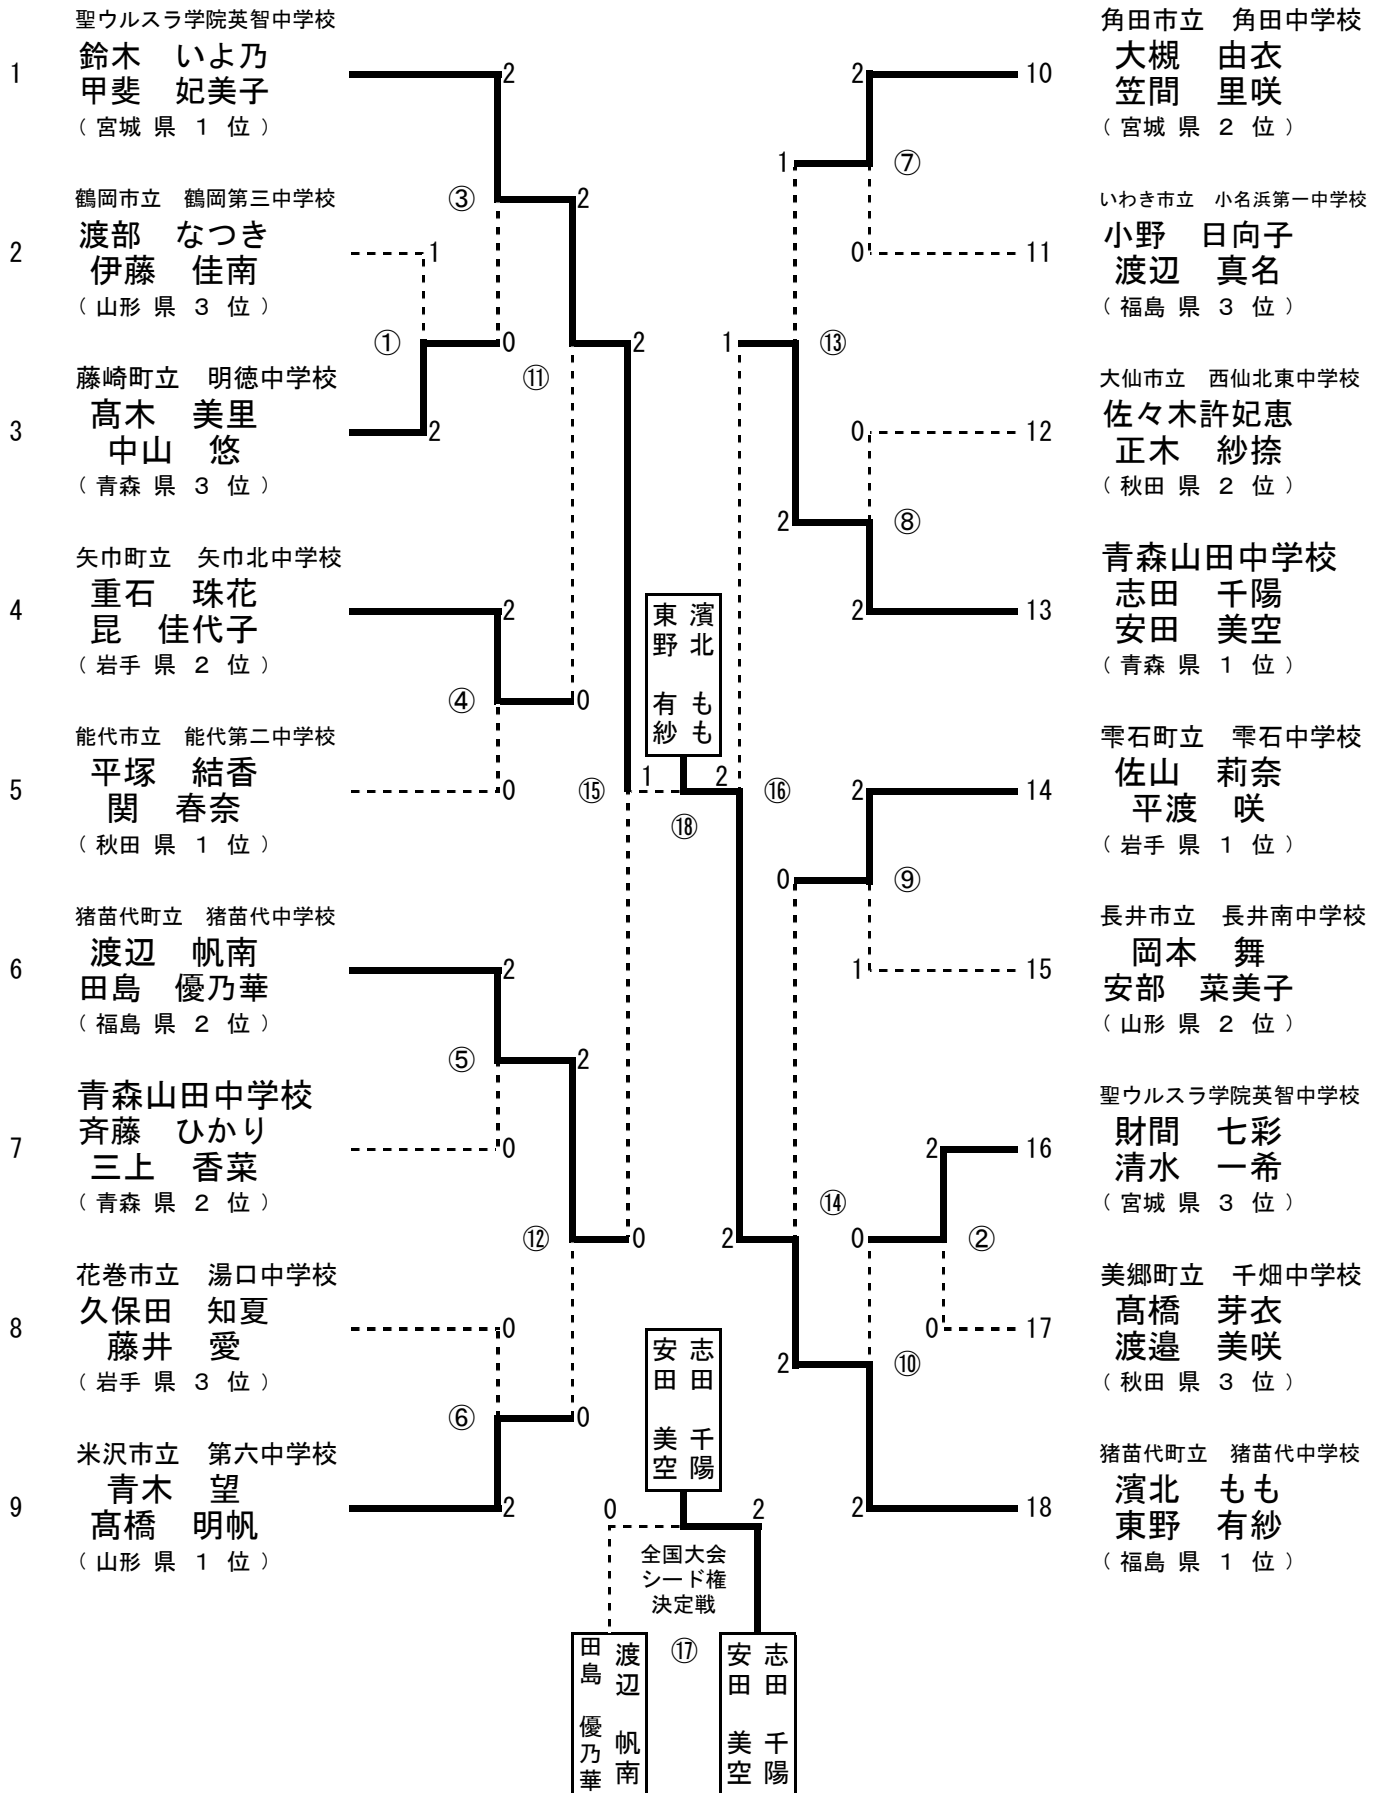 聖ウルスラ学院英智中学校
1
鈴木　いよ乃
甲斐　妃美子
（ 宮城 県 １ 位 ）
鶴岡市立　鶴岡第三中学校
2
渡部　なつき
伊藤　佳南
（ 山形 県 ３ 位 ）
藤崎町立　明徳中学校
3
髙木　美里
中山　悠
（ 青森 県 ３ 位 ）
矢巾町立　矢巾北中学校
4
重石　珠花
昆　佳代子
（ 岩手 県 ２ 位 ）
能代市立　能代第二中学校
5
平塚　結香
関　春奈
（ 秋田 県 １ 位 ）
猪苗代町立　猪苗代中学校
6
渡辺　帆南
田島　優乃華
（ 福島 県 ２ 位 ）
青森山田中学校
7
斉藤　ひかり
三上　香菜
（ 青森 県 ２ 位 ）
花巻市立　湯口中学校
8
久保田　知夏
藤井　愛
（ 岩手 県 ３ 位 ）
米沢市立　第六中学校
9
青木　望
髙橋　明帆
（ 山形 県 １ 位 ）
2
③
2
1
①
0
⑪
2
2
2
④
0
0
⑮
2
⑤
2
0
⑫
0
0
⑥
0
2
濱北　もも
東野　有紗
1
2
⑱
志田　千陽
安田　美空
0
2
全国大会
シード権
決定戦
⑰
渡辺　帆南
田島　優乃華
志田　千陽
安田　美空
2
1
⑦
0
1
⑬
0
2
⑧
2
⑯
2
0
⑨
1
2
⑭
2
0
②
0
2
⑩
2
角田市立　角田中学校
10
大槻　由衣
笠間　里咲
（ 宮城 県 ２ 位 ）
いわき市立　小名浜第一中学校
11
小野　日向子
渡辺　真名
（ 福島 県 ３ 位 ）
大仙市立　西仙北東中学校
12
佐々木許妃恵
正木　紗捺
（ 秋田 県 ２ 位 ）
青森山田中学校
13
志田　千陽
安田　美空
（ 青森 県 １ 位 ）
雫石町立　雫石中学校
14
佐山　莉奈
平渡　咲
（ 岩手 県 １ 位 ）
長井市立　長井南中学校
15
岡本　舞
安部　菜美子
（ 山形 県 ２ 位 ）
聖ウルスラ学院英智中学校
16
財間　七彩
清水　一希
（ 宮城 県 ３ 位 ）
美郷町立　千畑中学校
17
髙橋　芽衣
渡邉　美咲
（ 秋田 県 ３ 位 ）
猪苗代町立　猪苗代中学校
18
濱北　もも
東野　有紗
（ 福島 県 １ 位 ）